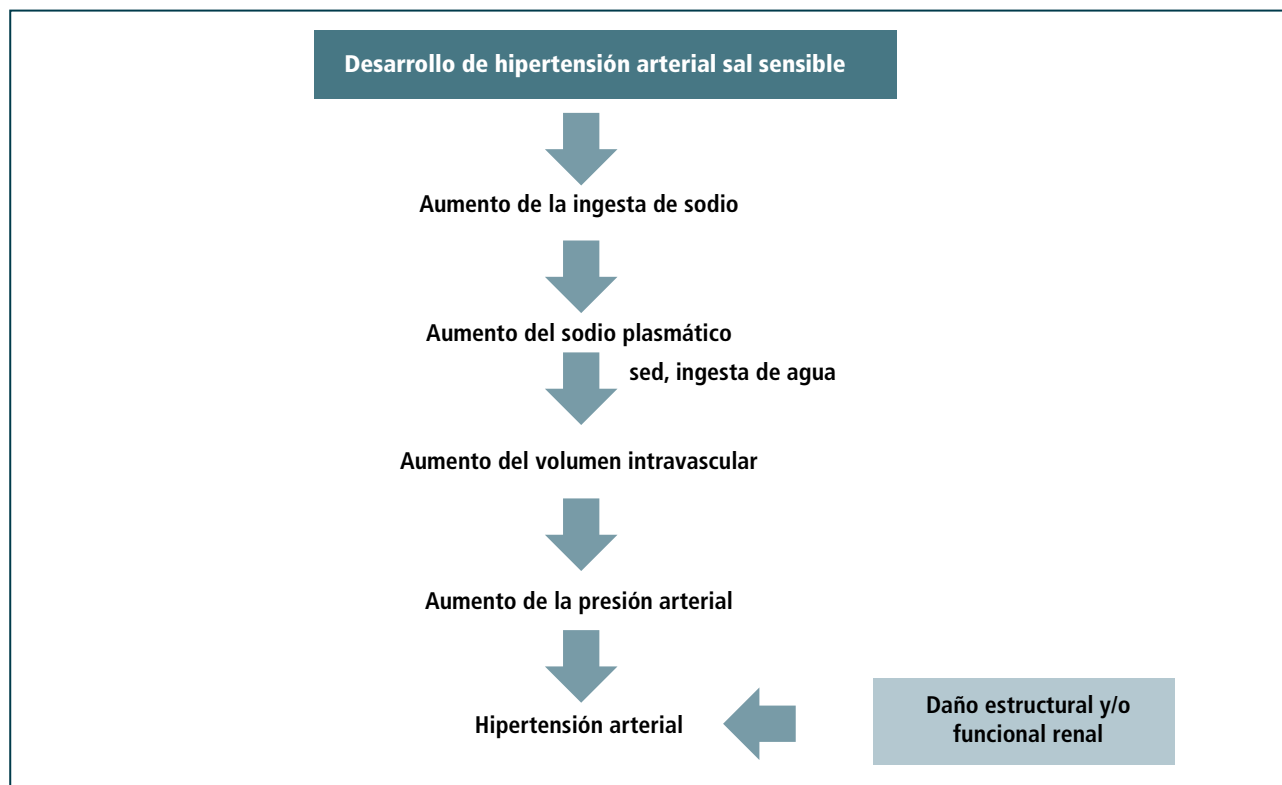 Desarrollo de hipertensión arterial sal sensible
Aumento de la ingesta de sodio
Aumento del sodio plasmático
sed, ingesta de agua
Aumento del volumen intravascular
Aumento de la presión arterial
Hipertensión arterial
Daño estructural y/o
funcional renal